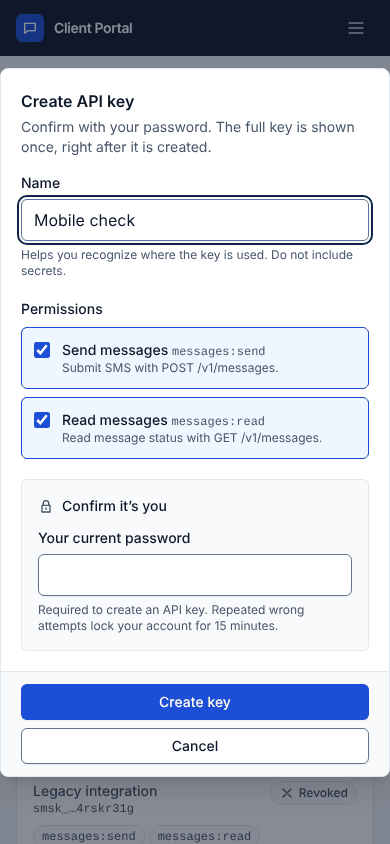 Client Portal
Create API key
Confirm with your password. The full key is shown
once, right after it is created.
Name
Mobile check
Helps you recognize where the key is used. Do not include
secrets.
Permissions
Send messages messages:send
Submit SMS with POST /v1/messages.
Read messages messages:read
Read message status with GET /v1/messages.
Confirm it’s you
Your current password
Required to create an API key. Repeated wrong
attempts lock your account for 15 minutes.
Create key
Cancel
Legacy integration
Revoked
smsk_…4rskr31g
messages:send messages:read